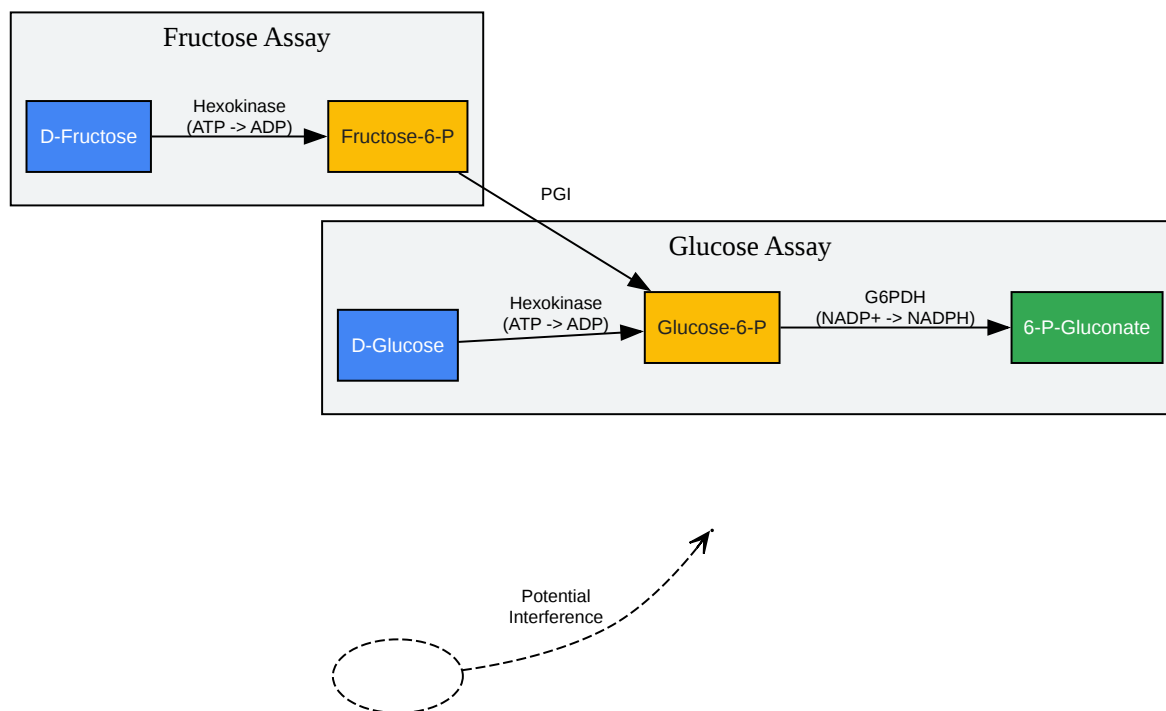 Fructose Assay
D-Fructose
Hexokinase
(ATP -> ADP)
Fructose-6-P
PGI
Glucose Assay
D-Glucose
Hexokinase
(ATP -> ADP)
Glucose-6-P
G6PDH
(NADP+ -> NADPH)
6-P-Gluconate
Potential
Interference